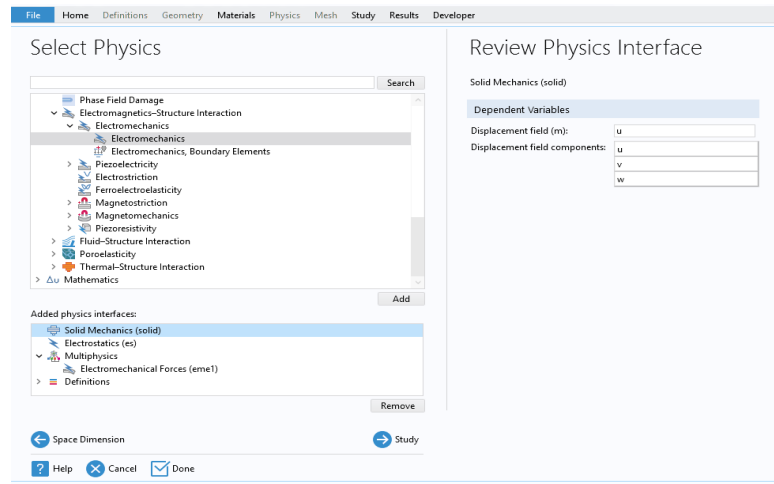 File Home Definitions Geometry Materials Physics Mesh Study Results Developer
Select Physics
Search
Phase Field Damage
Electromagnetics–Structure Interaction
Electromechanics
Electromechanics
Electromechanics, Boundary Elements
Piezoelectricity
Electrostriction
Ferroelectroelasticity
Magnetostriction
Magnetomechanics
Piezoresistivity
Fluid–Structure Interaction
Poroelasticity
Thermal–Structure Interaction
Δu Mathematics
Add
Added physics interfaces:
Solid Mechanics (solid)
Electrostatics (es)
Multiphysics
Electromechanical Forces (eme1)
Definitions
Remove
Space Dimension
Study
Help Cancel Done
Review Physics Interface
Solid Mechanics (solid)
Dependent Variables
Displacement field (m): u
Displacement field components: u
v
w